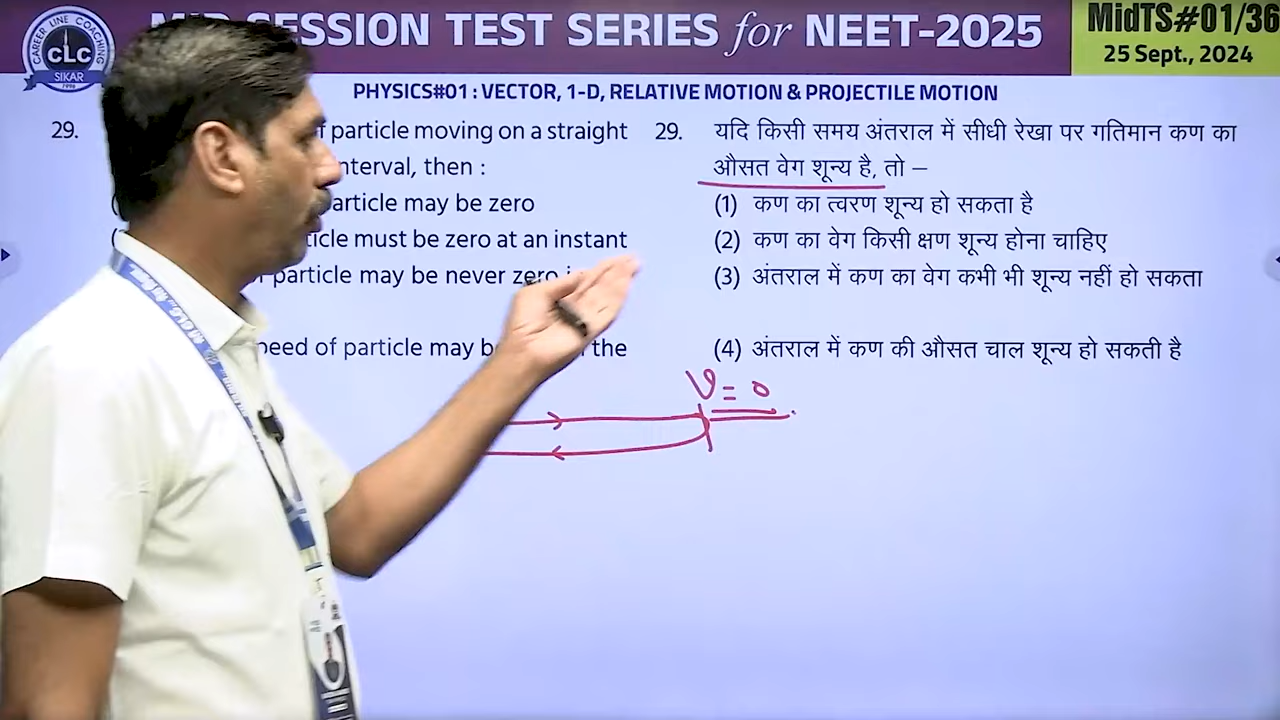 CAREER LINE COACHING
CLC
SIKAR
1996
MID SESSION TEST SERIES for NEET-2025
MidTS#01/36
25 Sept., 2024
PHYSICS#01 : VECTOR, 1-D, RELATIVE MOTION & PROJECTILE MOTION
29.
f particle moving on a straight
nterval, then :
article may be zero
ticle must be zero at an instant
f particle may be never zero i
peed of particle may b the
29. यदि किसी समय अंतराल में सीधी रेखा पर गतिमान कण का
औसत वेग शून्य है, तो –
(1) कण का त्वरण शून्य हो सकता है
(2) कण का वेग किसी क्षण शून्य होना चाहिए
(3) अंतराल में कण का वेग कभी भी शून्य नहीं हो सकता
(4) अंतराल में कण की औसत चाल शून्य हो सकती है
V = 0